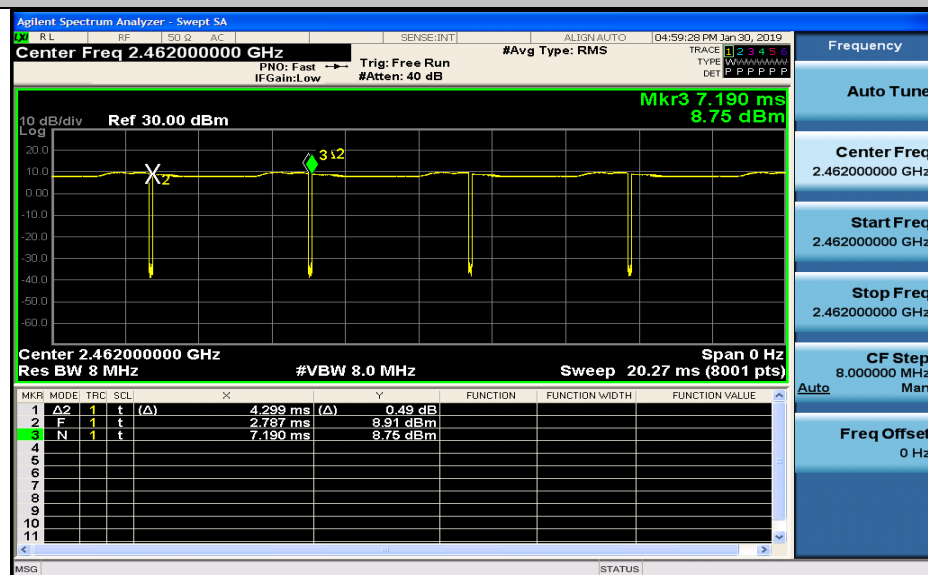 Agilent Spectrum Analyzer - Swept SA
LXI RL RF 50 Ω AC SENSE:INT ALIGN AUTO 04:59:28 PM Jan 30, 2019
Center Freq 2.462000000 GHz
PNO: Fast
IFGain:Low
Trig: Free Run
#Atten: 40 dB
#Avg Type: RMS
TRACE 1 2 3 4 5 6
TYPE WWWWWW
DET P P P P P P
Mkr3 7.190 ms
8.75 dBm
10 dB/div Ref 30.00 dBm
Log
20.0
10.0
0.00
-10.0
-20.0
-30.0
-40.0
-50.0
-60.0
2
3 Δ2
Center 2.462000000 GHz Span 0 Hz
Res BW 8 MHz #VBW 8.0 MHz Sweep 20.27 ms (8001 pts)
MKR MODE TRC SCL X Y FUNCTION FUNCTION WIDTH FUNCTION VALUE
1 Δ2 1 t (Δ) 4.299 ms (Δ) 0.49 dB
2 F 1 t 2.787 ms 8.91 dBm
3 N 1 t 7.190 ms 8.75 dBm
4
5
6
7
8
9
10
11
MSG STATUS
Frequency
Auto Tune
Center Freq
2.462000000 GHz
Start Freq
2.462000000 GHz
Stop Freq
2.462000000 GHz
CF Step
8.000000 MHz
Auto Man
Freq Offset
0 Hz